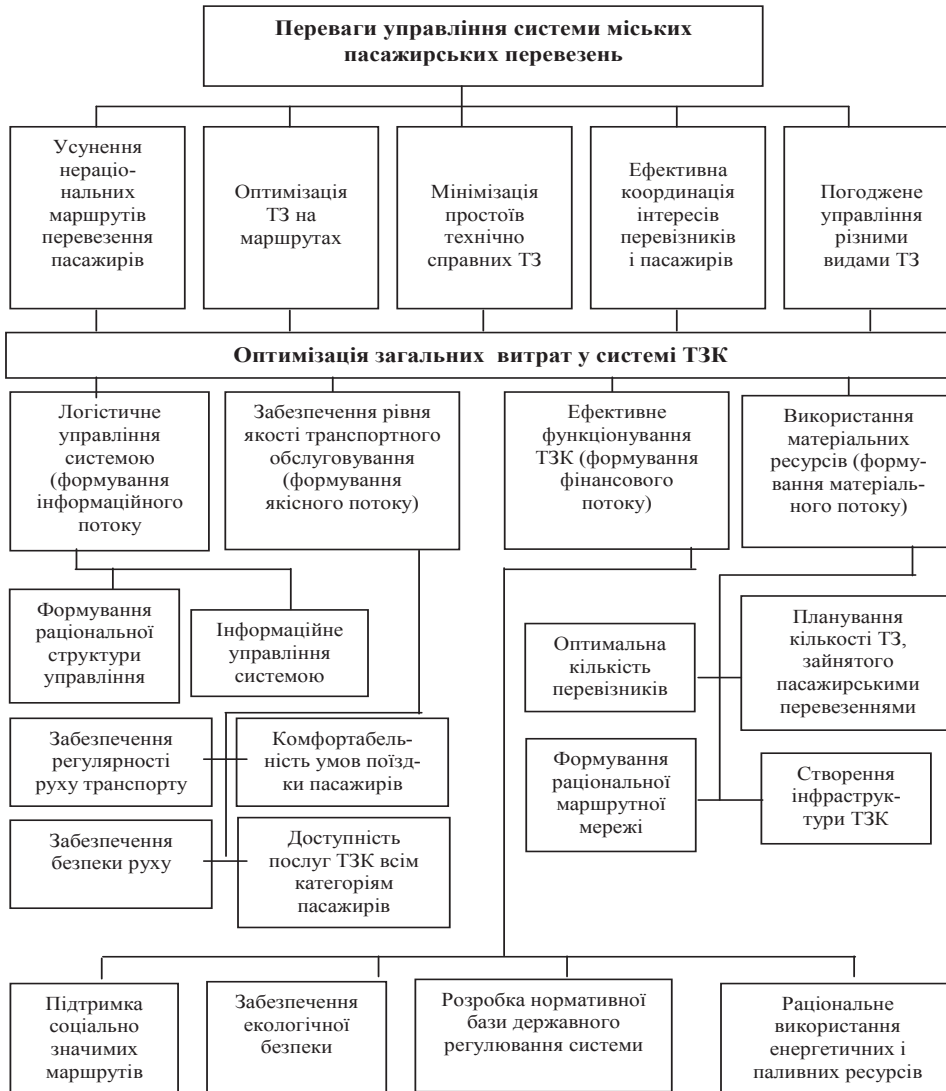 Переваги управління системи міських
пасажирських перевезень
Усунення
нераціо-
нальних
маршрутів
перевезення
пасажирів
Оптимізація
ТЗ на
маршрутах
Мінімізація
простоїв
технічно
справних ТЗ
Ефективна
координація
інтересів
перевізників
і пасажирів
Погоджене
управління
різними
видами ТЗ
Оптимізація загальних витрат у системі ТЗК
Логістичне
управління
системою
(формування
інформаційного
потоку
Забезпечення рівня
якості транспортного
обслуговування
(формування
якісного потоку)
Ефективне
функціонування
ТЗК (формування
фінансового
потоку)
Використання
матеріальних
ресурсів (форму-
вання матеріаль-
ного потоку)
Формування
раціональної
структури
управління
Інформаційне
управління
системою
Оптимальна
кількість
перевізників
Планування
кількості ТЗ,
зайнятого
пасажирськими
перевезеннями
Забезпечення
регулярності
руху транспорту
Комфортабель-
ність умов поїзд-
ки пасажирів
Формування
раціональної
маршрутної
мережі
Створення
інфраструк-
тури ТЗК
Забезпечення
безпеки руху
Доступність
послуг ТЗК всім
категоріям
пасажирів
Підтримка
соціально
значимих
маршрутів
Забезпечення
екологічної
безпеки
Розробка нормативної
бази державного
регулювання системи
Раціональне
використання
енергетичних і
паливних ресурсів